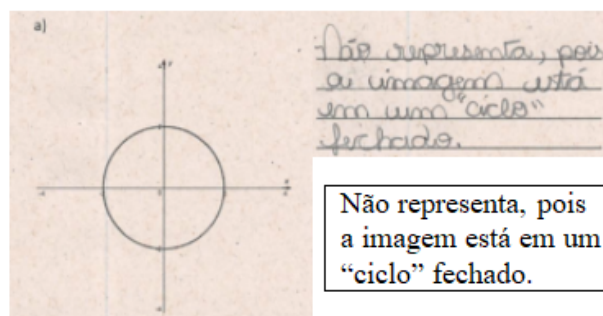 a)
y
x
Não representa, pois
a imagem está
em um "ciclo"
fechado.
Não representa, pois
a imagem está em um
“ciclo” fechado.